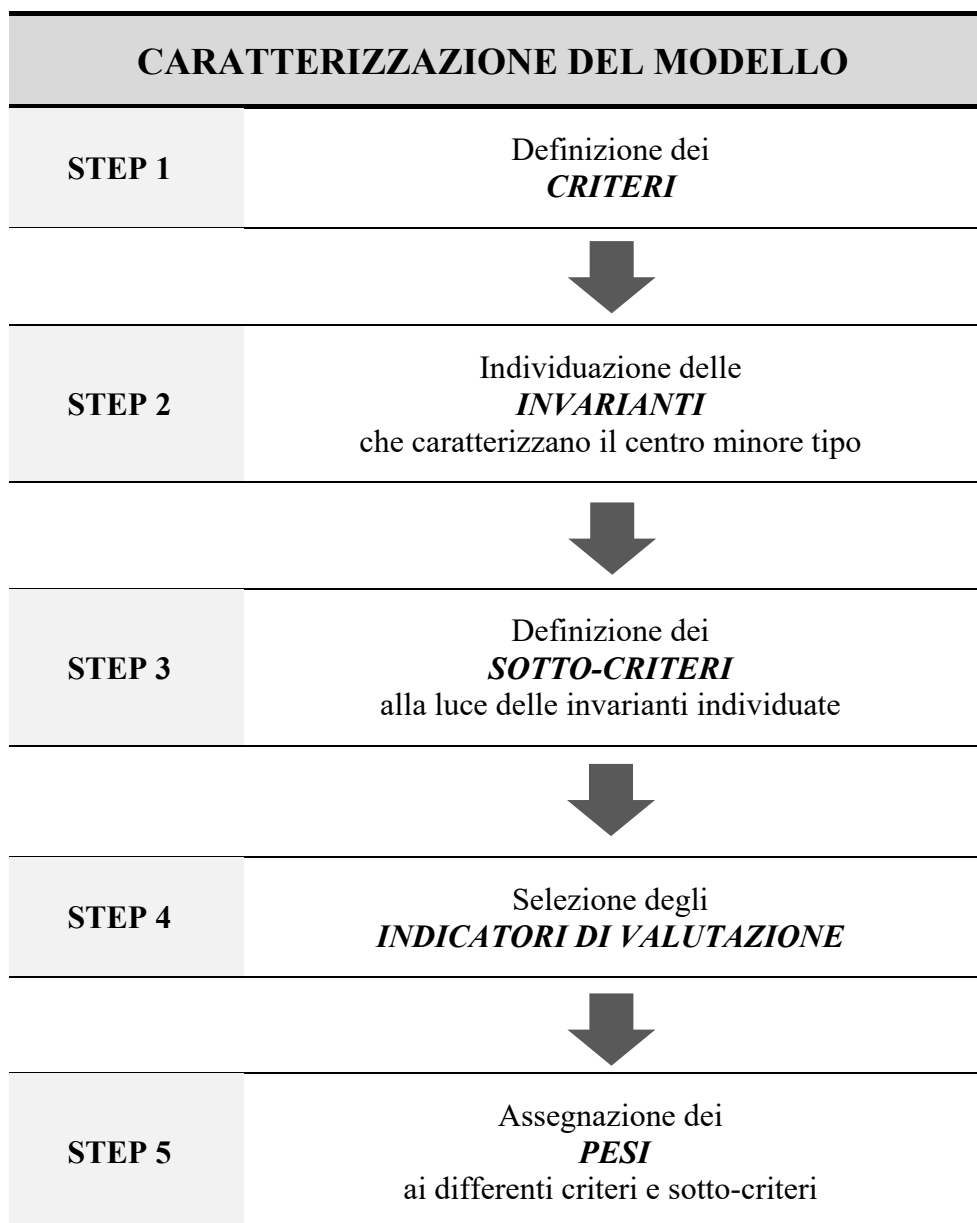 CARATTERIZZAZIONE DEL MODELLO
STEP 1
Definizione dei
CRITERI
STEP 2
Individuazione delle
INVARIANTI
che caratterizzano il centro minore tipo
STEP 3
Definizione dei
SOTTO-CRITERI
alla luce delle invarianti individuate
STEP 4
Selezione degli
INDICATORI DI VALUTAZIONE
STEP 5
Assegnazione dei
PESI
ai differenti criteri e sotto-criteri